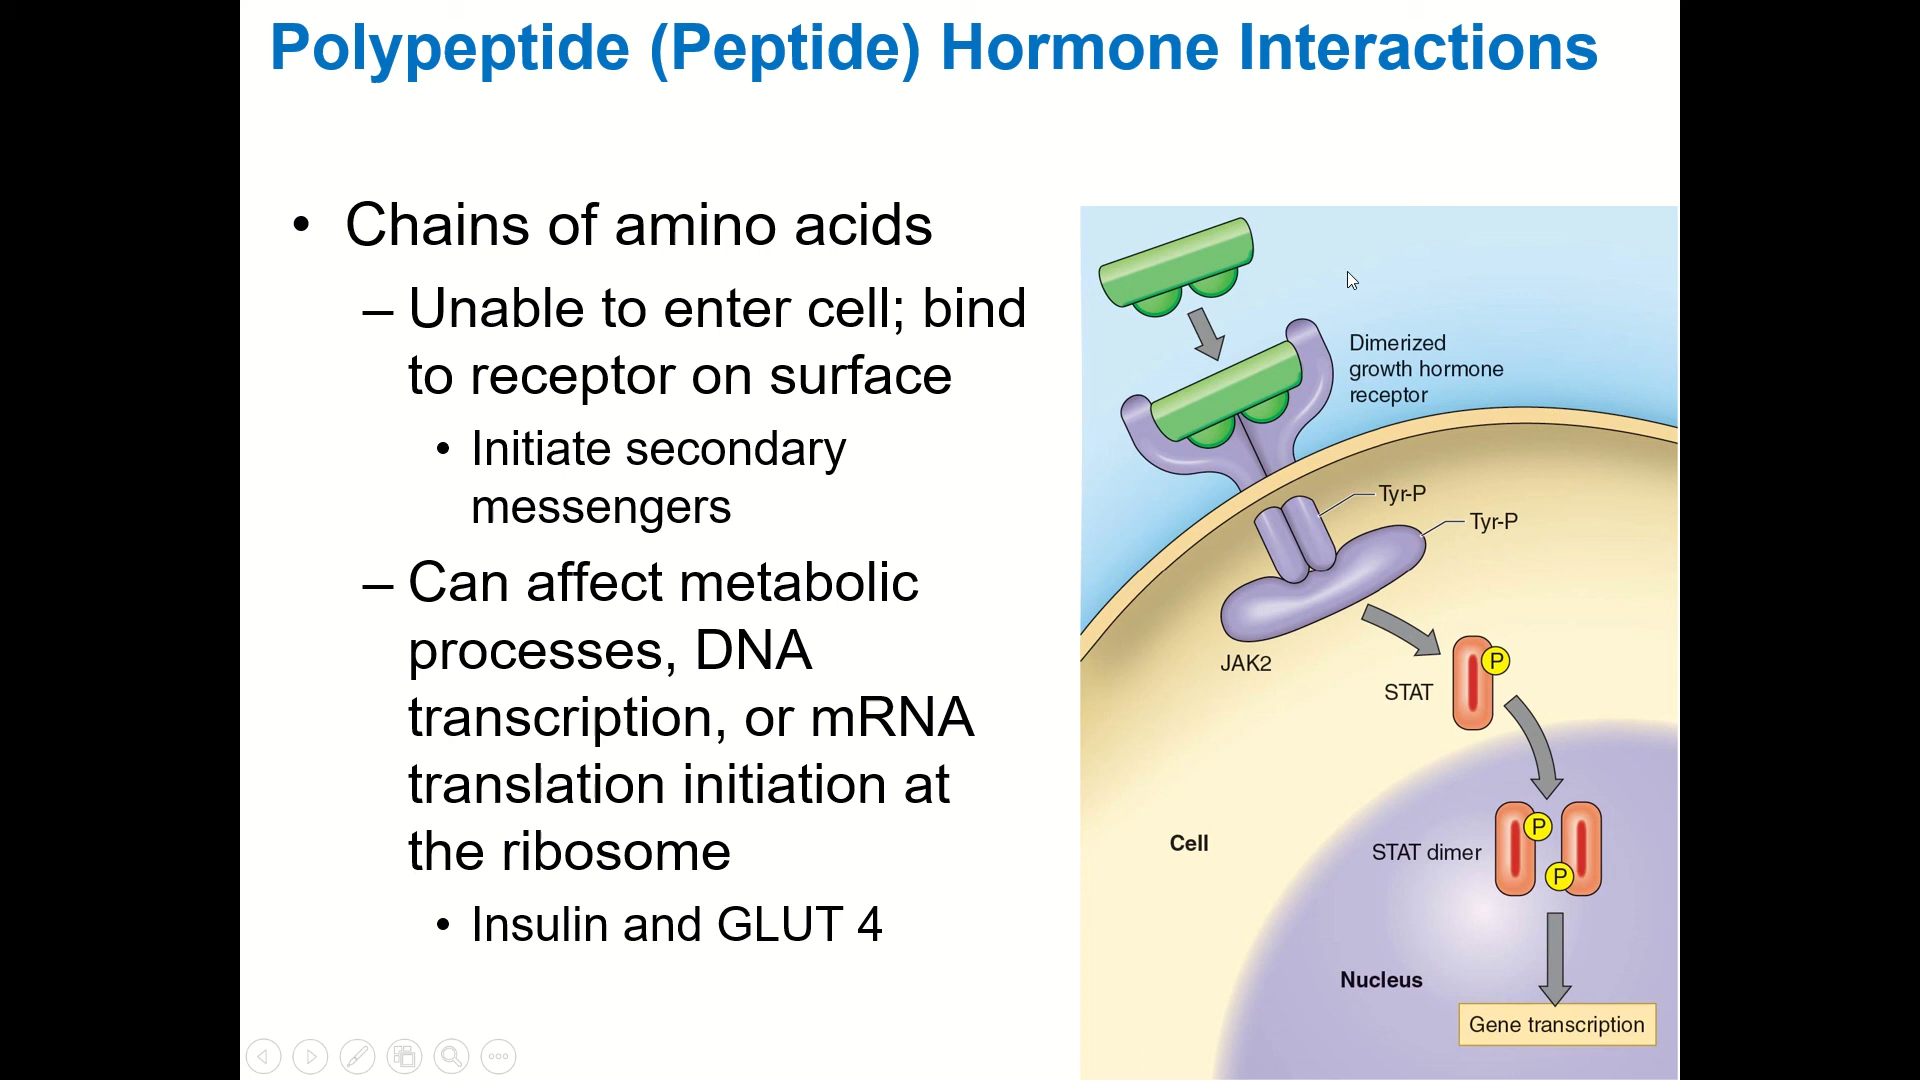 Polypeptide (Peptide) Hormone Interactions
• Chains of amino acids
– Unable to enter cell; bind
to receptor on surface
• Initiate secondary
messengers
– Can affect metabolic
processes, DNA
transcription, or mRNA
translation initiation at
the ribosome
• Insulin and GLUT 4
Dimerized
growth hormone
receptor
Tyr-P
Tyr-P
JAK2
P
STAT
P
STAT dimer
P
Cell
Nucleus
Gene transcription